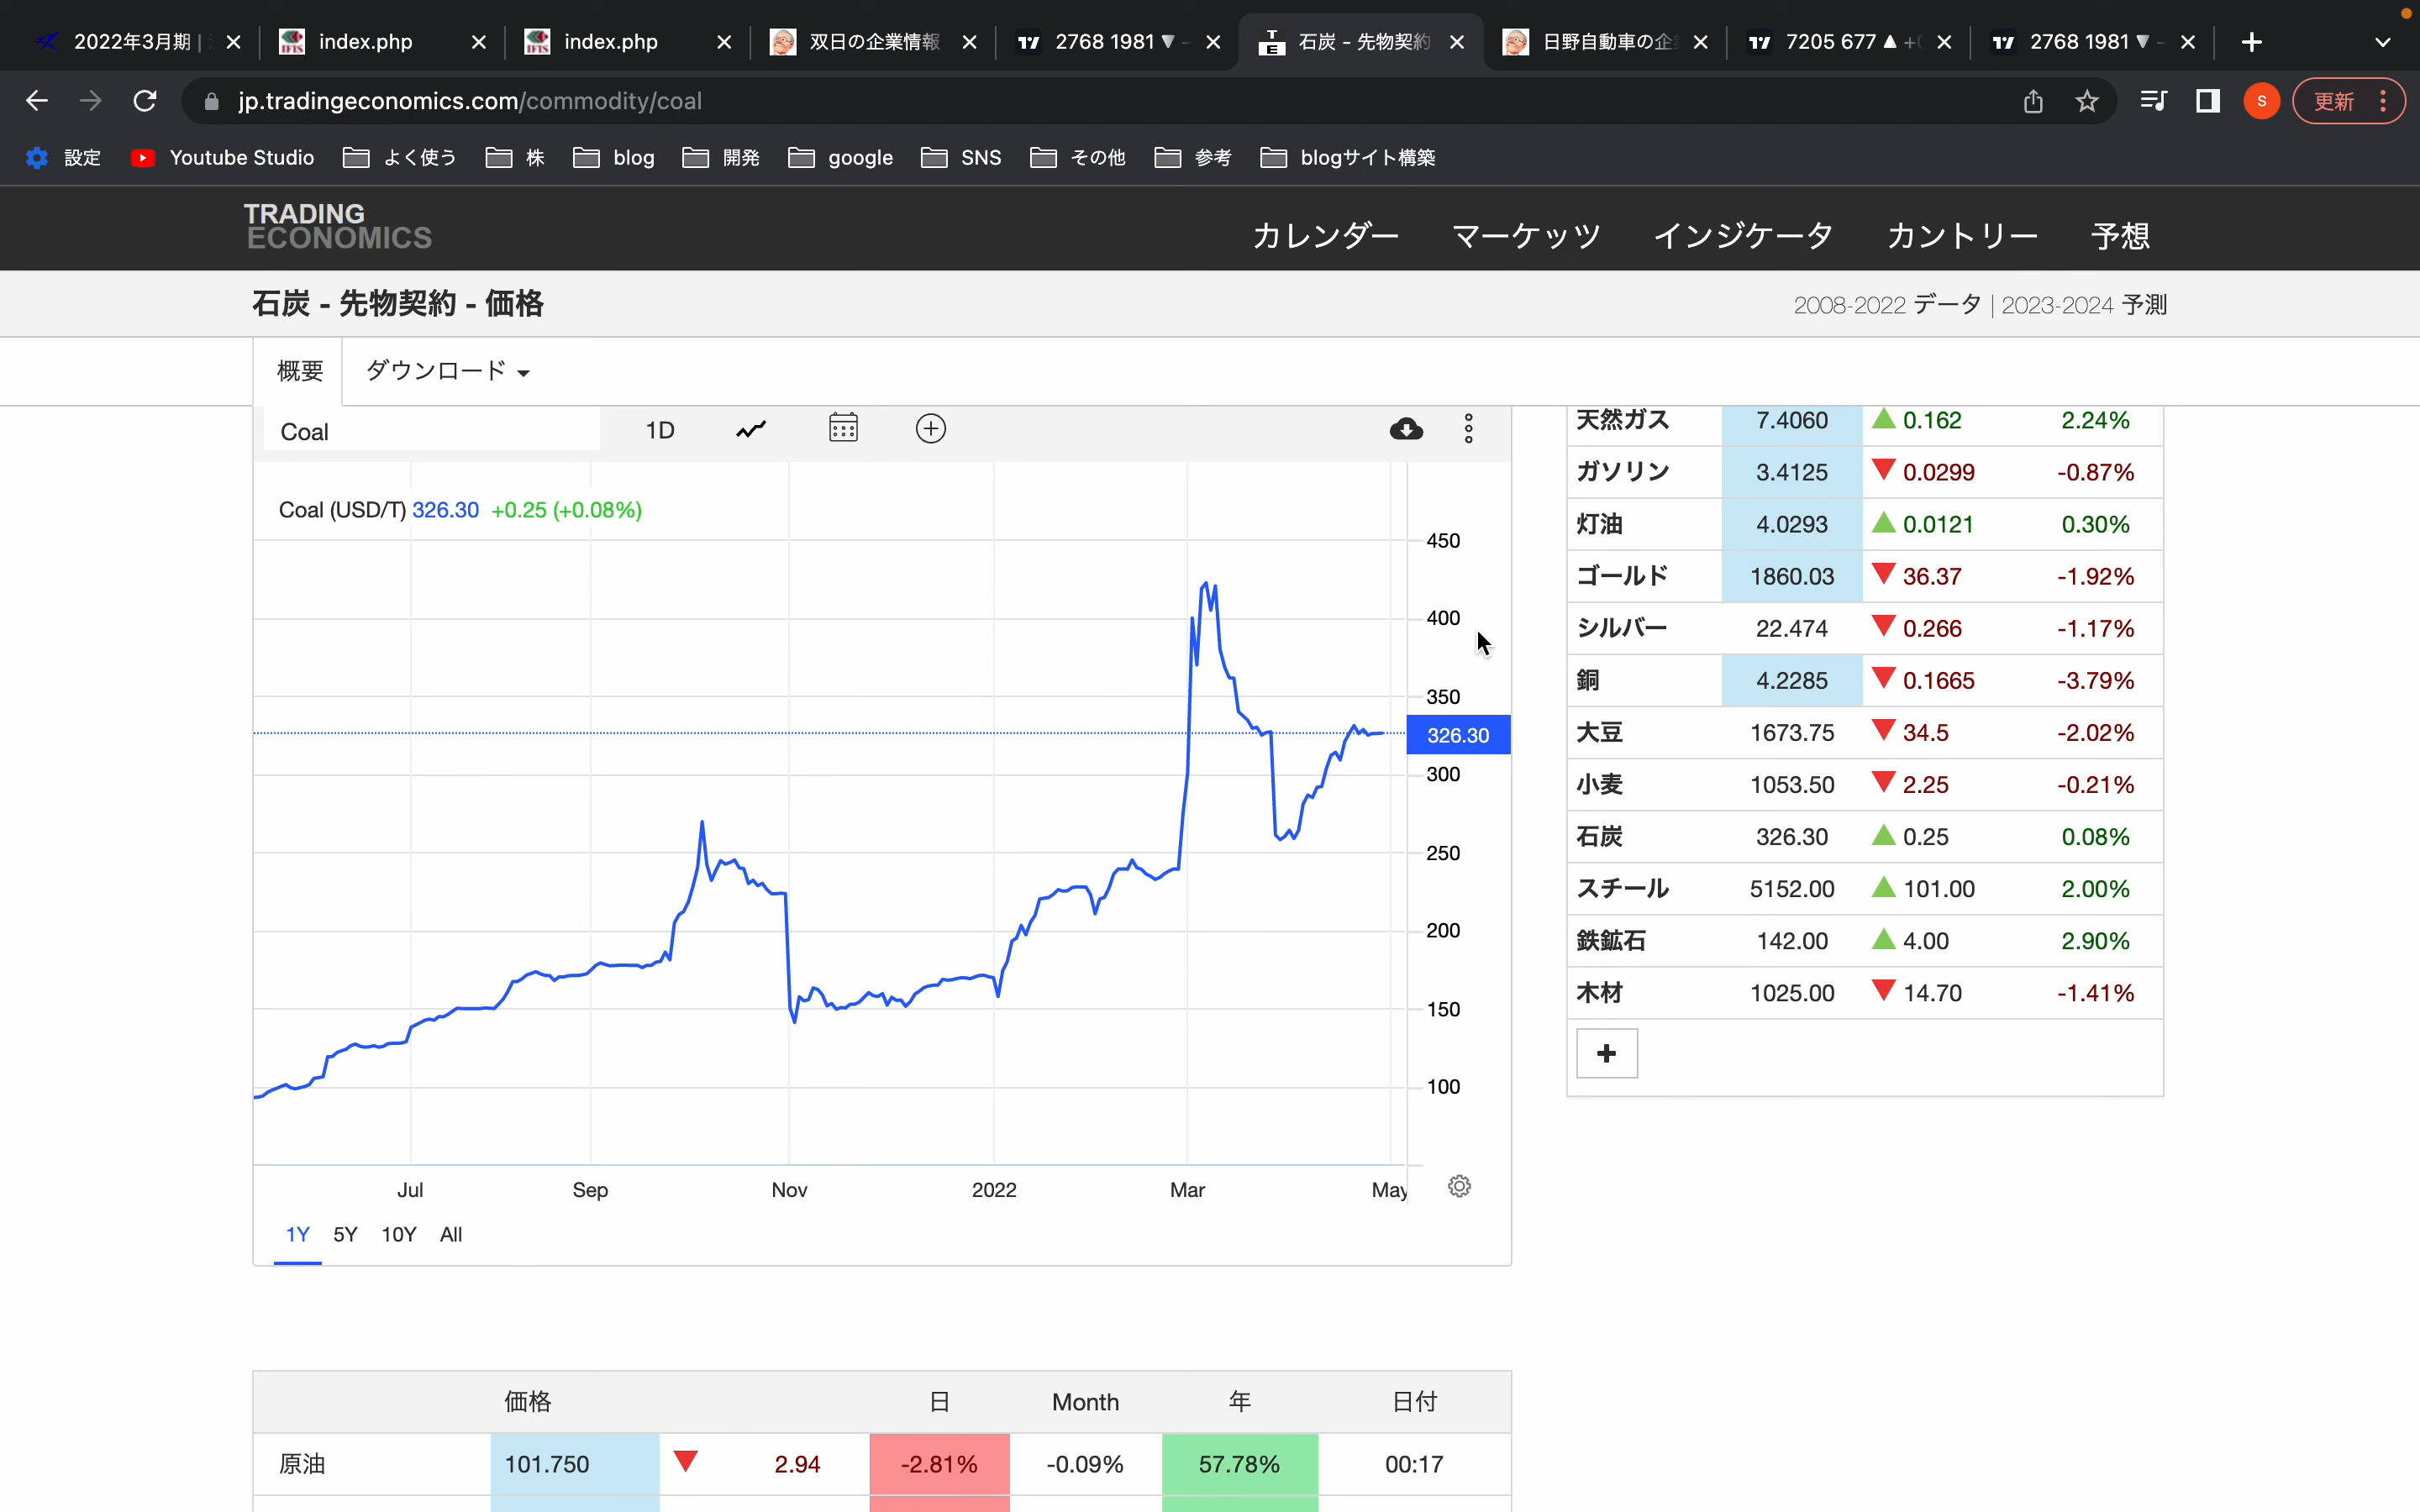 2022年3月期 |
index.php
index.php
双日の企業情報
2768 1981 ▼ -
石炭 - 先物契約
日野自動車の企
7205 677 ▲ +
2768 1981 ▼ -
jp.tradingeconomics.com/commodity/coal
S
更新
設定
Youtube Studio
よく使う
株
blog
開発
google
SNS
その他
参考
blogサイト構築
TRADING
ECONOMICS
カレンダー
マーケッツ
インジケータ
カントリー
予想
石炭 - 先物契約 - 価格
2008-2022 データ | 2023-2024 予測
概要
ダウンロード
Coal
1D
Coal (USD/T) 326.30 +0.25 (+0.08%)
450
400
350
326.30
300
250
200
150
100
Jul
Sep
Nov
2022
Mar
May
1Y
5Y
10Y
All
天然ガス 7.4060 ▲ 0.162 2.24%
ガソリン 3.4125 ▼ 0.0299 -0.87%
灯油 4.0293 ▲ 0.0121 0.30%
ゴールド 1860.03 ▼ 36.37 -1.92%
シルバー 22.474 ▼ 0.266 -1.17%
銅 4.2285 ▼ 0.1665 -3.79%
大豆 1673.75 ▼ 34.5 -2.02%
小麦 1053.50 ▼ 2.25 -0.21%
石炭 326.30 ▲ 0.25 0.08%
スチール 5152.00 ▲ 101.00 2.00%
鉄鉱石 142.00 ▲ 4.00 2.90%
木材 1025.00 ▼ 14.70 -1.41%
価格 日 Month 年 日付
原油 101.750 ▼ 2.94 -2.81% -0.09% 57.78% 00:17